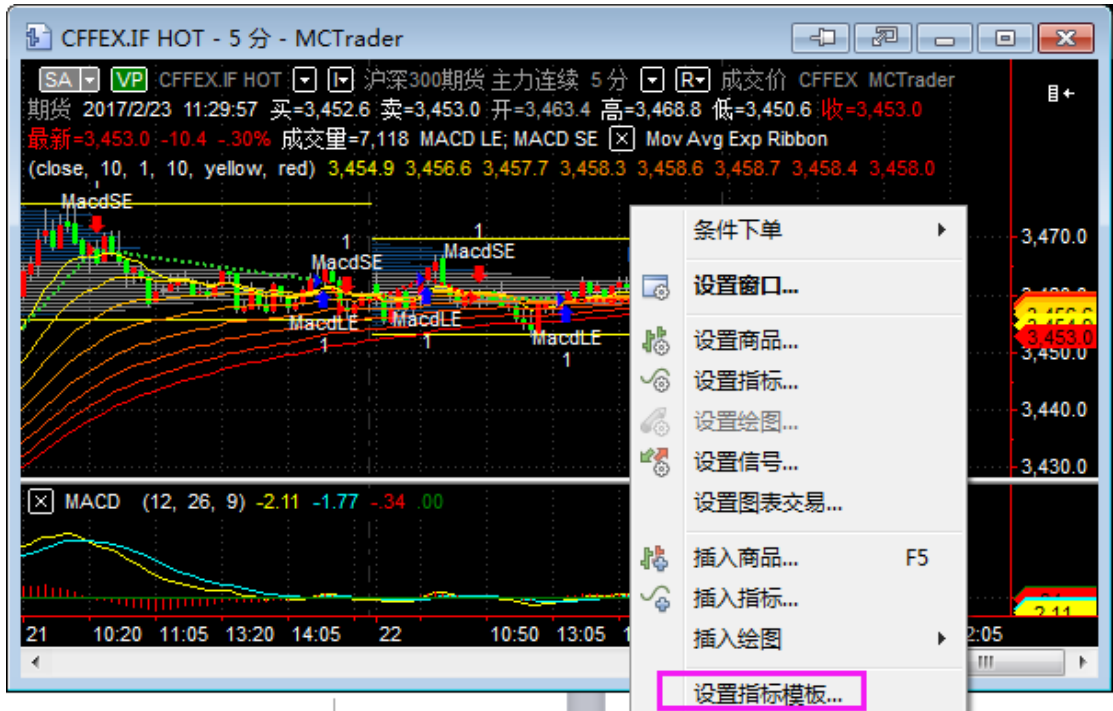 CFFEX.IF HOT - 5 分 - MCTrader
SA VP CFFEX.IF HOT I 沪深300期货 主力连续 5 分 R 成交价 CFFEX MCTrader
期货 2017/2/23 11:29:57 买=3,452.6 卖=3,453.0 开=3,463.4 高=3,468.8 低=3,450.6 收=3,453.0
最新=3,453.0 -10.4 -.30% 成交量=7,118 MACD LE; MACD SE Mov Avg Exp Ribbon
(close, 10, 1, 10, yellow, red) 3,454.9 3,456.6 3,457.7 3,458.3 3,458.6 3,458.7 3,458.4 3,458.0
MacdSE
1
MacdSE
1
MacdSE
MacdLE
1
MacdLE
1
MacdLE
1
3,470.0
3,453.0
3,450.0
3,440.0
3,430.0
条件下单
设置窗口...
设置商品...
设置指标...
设置绘图...
设置信号...
设置图表交易...
插入商品... F5
插入指标...
插入绘图
设置指标模板...
MACD (12, 26, 9) -2.11 -1.77 -.34 .00
21 10:20 11:05 13:20 14:05 22 10:50 13:05
2:05